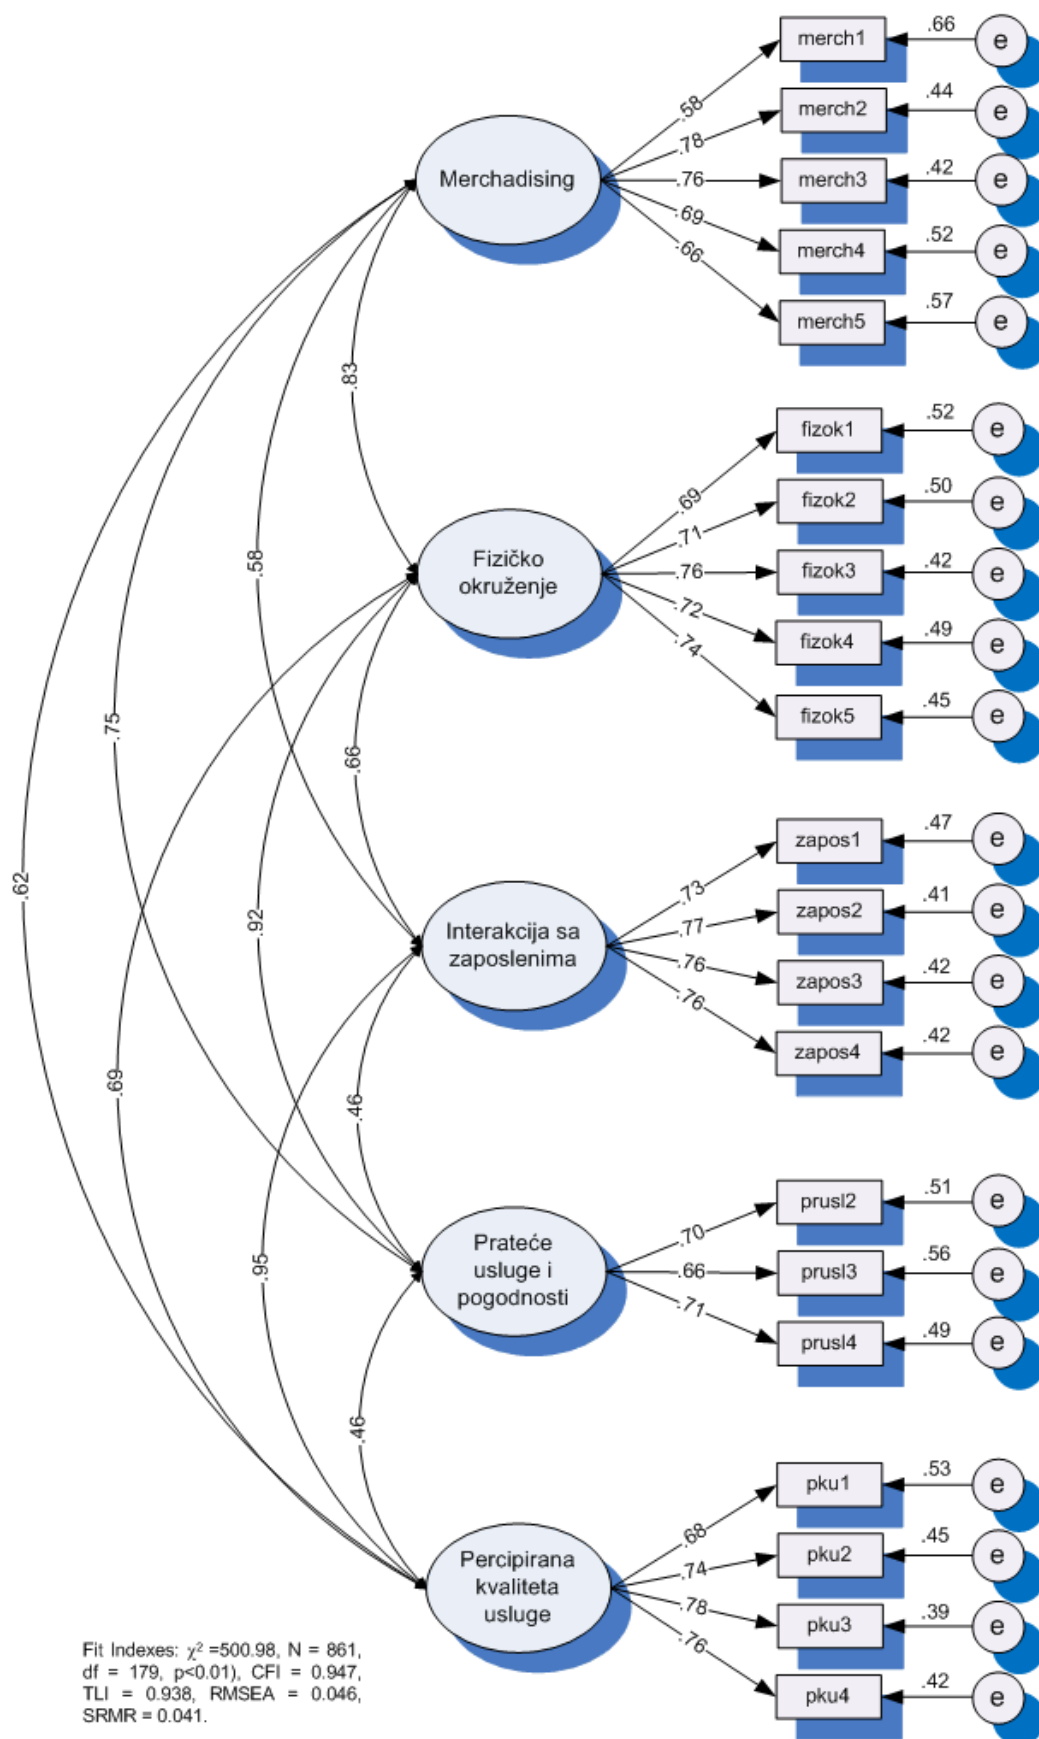 merch1
.66
e
.58
merch2
.44
e
.78
Merchadising
merch3
.42
e
.76
merch4
.52
e
.69
merch5
.57
e
.66
.83
fizok1
.52
e
.69
fizok2
.50
e
.71
Fizičko
okruženje
fizok3
.42
e
.76
fizok4
.49
e
.72
fizok5
.45
e
.74
.58
.75
.66
.62
.92
.69
zapos1
.47
e
.73
zapos2
.41
e
.77
Interakcija sa
zaposlenima
zapos3
.42
e
.76
zapos4
.42
e
.76
.46
.95
prusl2
.51
e
.70
Prateće
usluge i
pogodnosti
prusl3
.56
e
.66
prusl4
.49
e
.71
.46
pku1
.53
e
.68
pku2
.45
e
.74
Percipirana
kvaliteta
usluge
pku3
.39
e
.78
pku4
.42
e
.76
Fit Indexes: χ² =500.98, N = 861,
df = 179, p<0.01), CFI = 0.947,
TLI = 0.938, RMSEA = 0.046,
SRMR = 0.041.